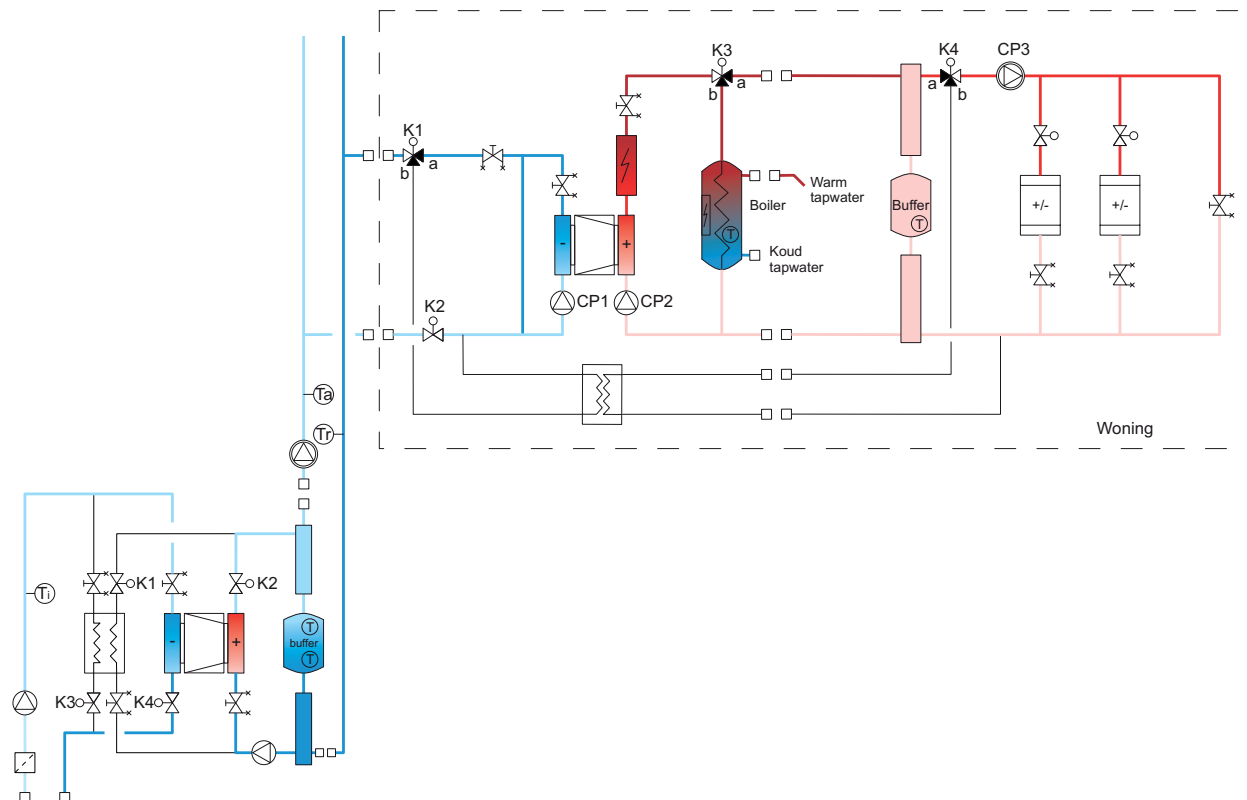 K3
K4
CP3
a
b
a
b
K1
a
b
Warm
tapwater
Boiler
Buffer
T
+/-
+/-
-
+
T
Koud
tapwater
CP1
CP2
K2
Ta
Woning
Tr
K1
K2
Ti
-
+
T
buffer
T
K3
K4